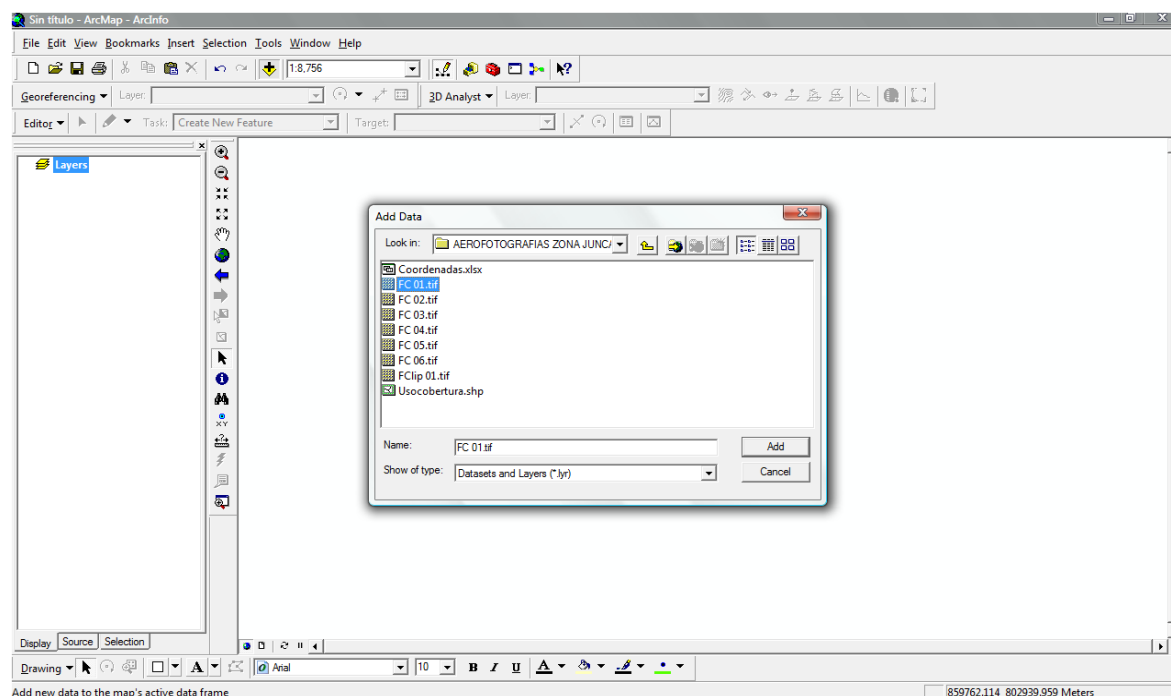 Sin título - ArcMap - ArcInfo
File Edit View Bookmarks Insert Selection Tools Window Help
1:8,756
Georeferencing Layer: 3D Analyst Layer:
Editor Task: Create New Feature Target:
Layers
Add Data
Look in: AEROFOTOGRAFIAS ZONA JUNCA
Coordenadas.xlsx
FC 01.tif
FC 02.tif
FC 03.tif
FC 04.tif
FC 05.tif
FC 06.tif
FClip 01.tif
Usocobertura.shp
Name: FC 01.tif Add
Show of type: Datasets and Layers (*.lyr) Cancel
XY
Display Source Selection
Drawing A Arial 10 B I U A
Add new data to the map's active data frame 859762,114 802939,959 Meters